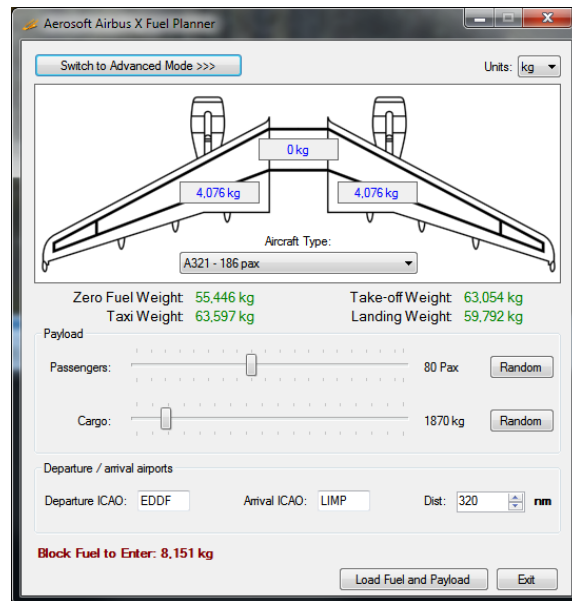 Aerosoft Airbus X Fuel Planner
Switch to Advanced Mode >>> Units: kg
0 kg
4,076 kg 4,076 kg
Aircraft Type:
A321 - 186 pax
Zero Fuel Weight 55,446 kg Take-off Weight 63,054 kg
Taxi Weight 63,597 kg Landing Weight 59,792 kg
Payload
Passengers: 80 Pax Random
Cargo: 1870 kg Random
Departure / arrival airports
Departure ICAO: EDDF Arrival ICAO: LIMP Dist: 320 nm
Block Fuel to Enter: 8,151 kg
Load Fuel and Payload Exit